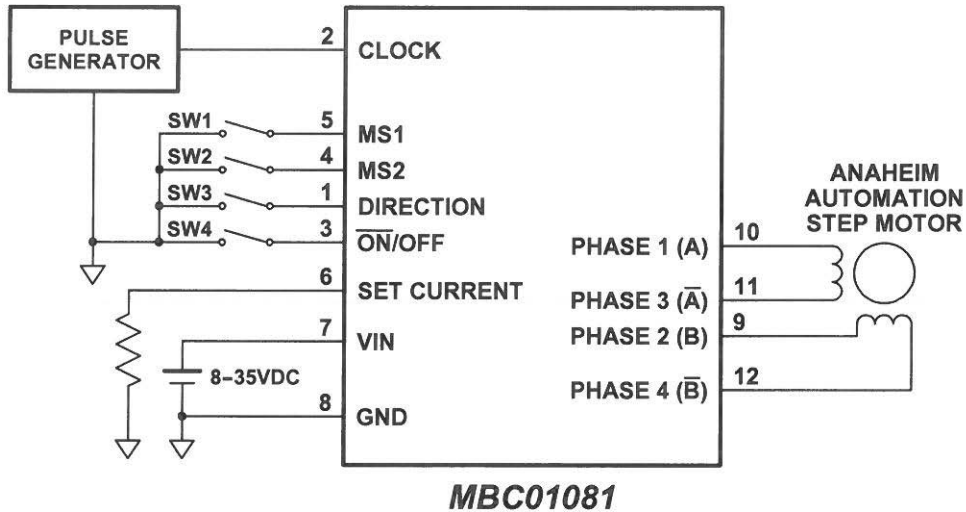 PULSE
GENERATOR
2
CLOCK
SW1
5
MS1
SW2
4
MS2
SW3
1
DIRECTION
SW4
3
O̅N̅/OFF
6
SET CURRENT
7
VIN
8–35VDC
8
GND
ANAHEIM
AUTOMATION
STEP MOTOR
PHASE 1 (A)
10
PHASE 3 (A̅)
11
PHASE 2 (B)
9
PHASE 4 (B̅)
12
MBC01081